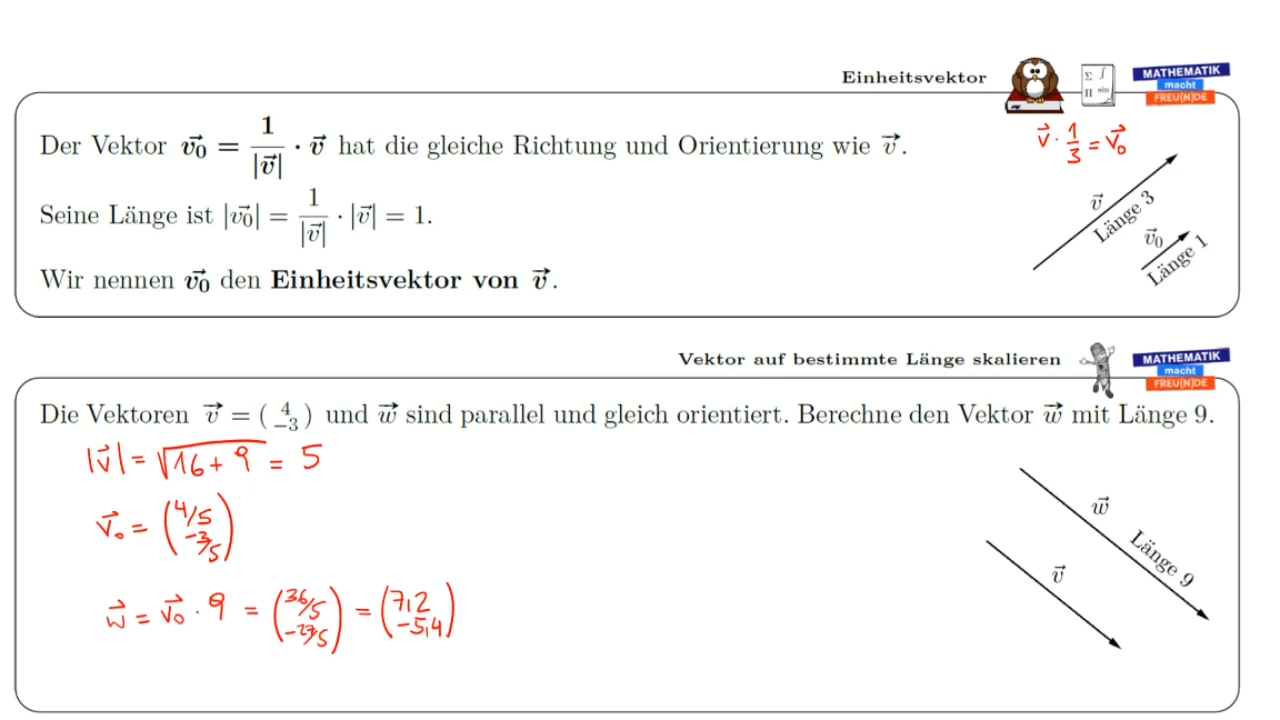 Einheitsvektor
Σ ∫
Π sin
MATHEMATIK
macht
FREU(N)DE
Der Vektor v⃗₀ = 1/|v⃗| · v⃗ hat die gleiche Richtung und Orientierung wie v⃗.
Seine Länge ist |v⃗₀| = 1/|v⃗| · |v⃗| = 1.
Wir nennen v⃗₀ den Einheitsvektor von v⃗.
v⃗ · 1/3 = v⃗₀
v⃗
Länge 3
v⃗₀
Länge 1
Vektor auf bestimmte Länge skalieren
MATHEMATIK
macht
FREU(N)DE
Die Vektoren v⃗ = (4 -3) und w⃗ sind parallel und gleich orientiert. Berechne den Vektor w⃗ mit Länge 9.
|v⃗| = √(16 + 9) = 5
v⃗₀ = (4/5 -3/5)
w⃗ = v⃗₀ · 9 = (36/5 -27/5) = (7,2 -5,4)
w⃗
Länge 9
v⃗